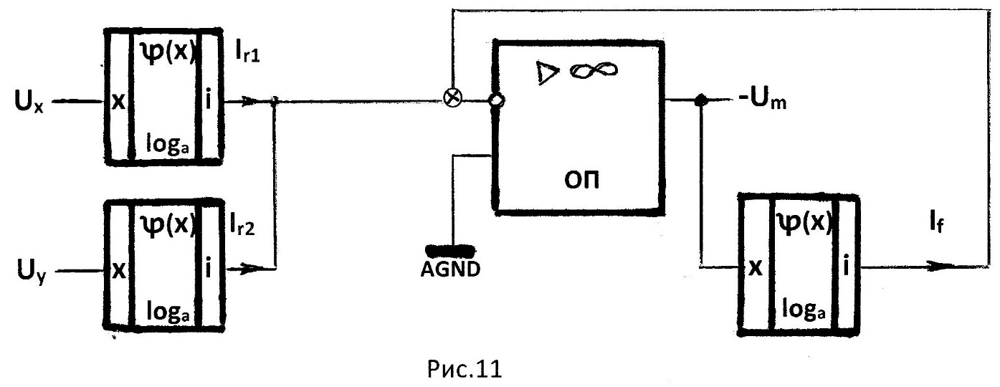 ψ(x) I_r1
U_x x i
log_a
▷ ∞
-U_m
ОП
ψ(x) I_r2
U_y x i
log_a
AGND
ψ(x) I_f
x i
log_a
Рис.11